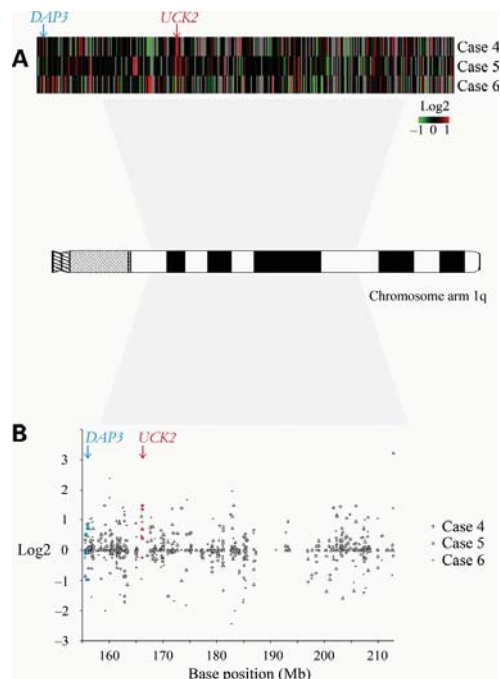 DAP3 UCK2
A
Case 4
Case 5
Case 6
Log2
−1 0 1
Chromosome arm 1q
B
DAP3 UCK2
3
2
1
Log2 0
−1
−2
−3
Case 4
Case 5
Case 6
160 170 180 190 200 210
Base position (Mb)